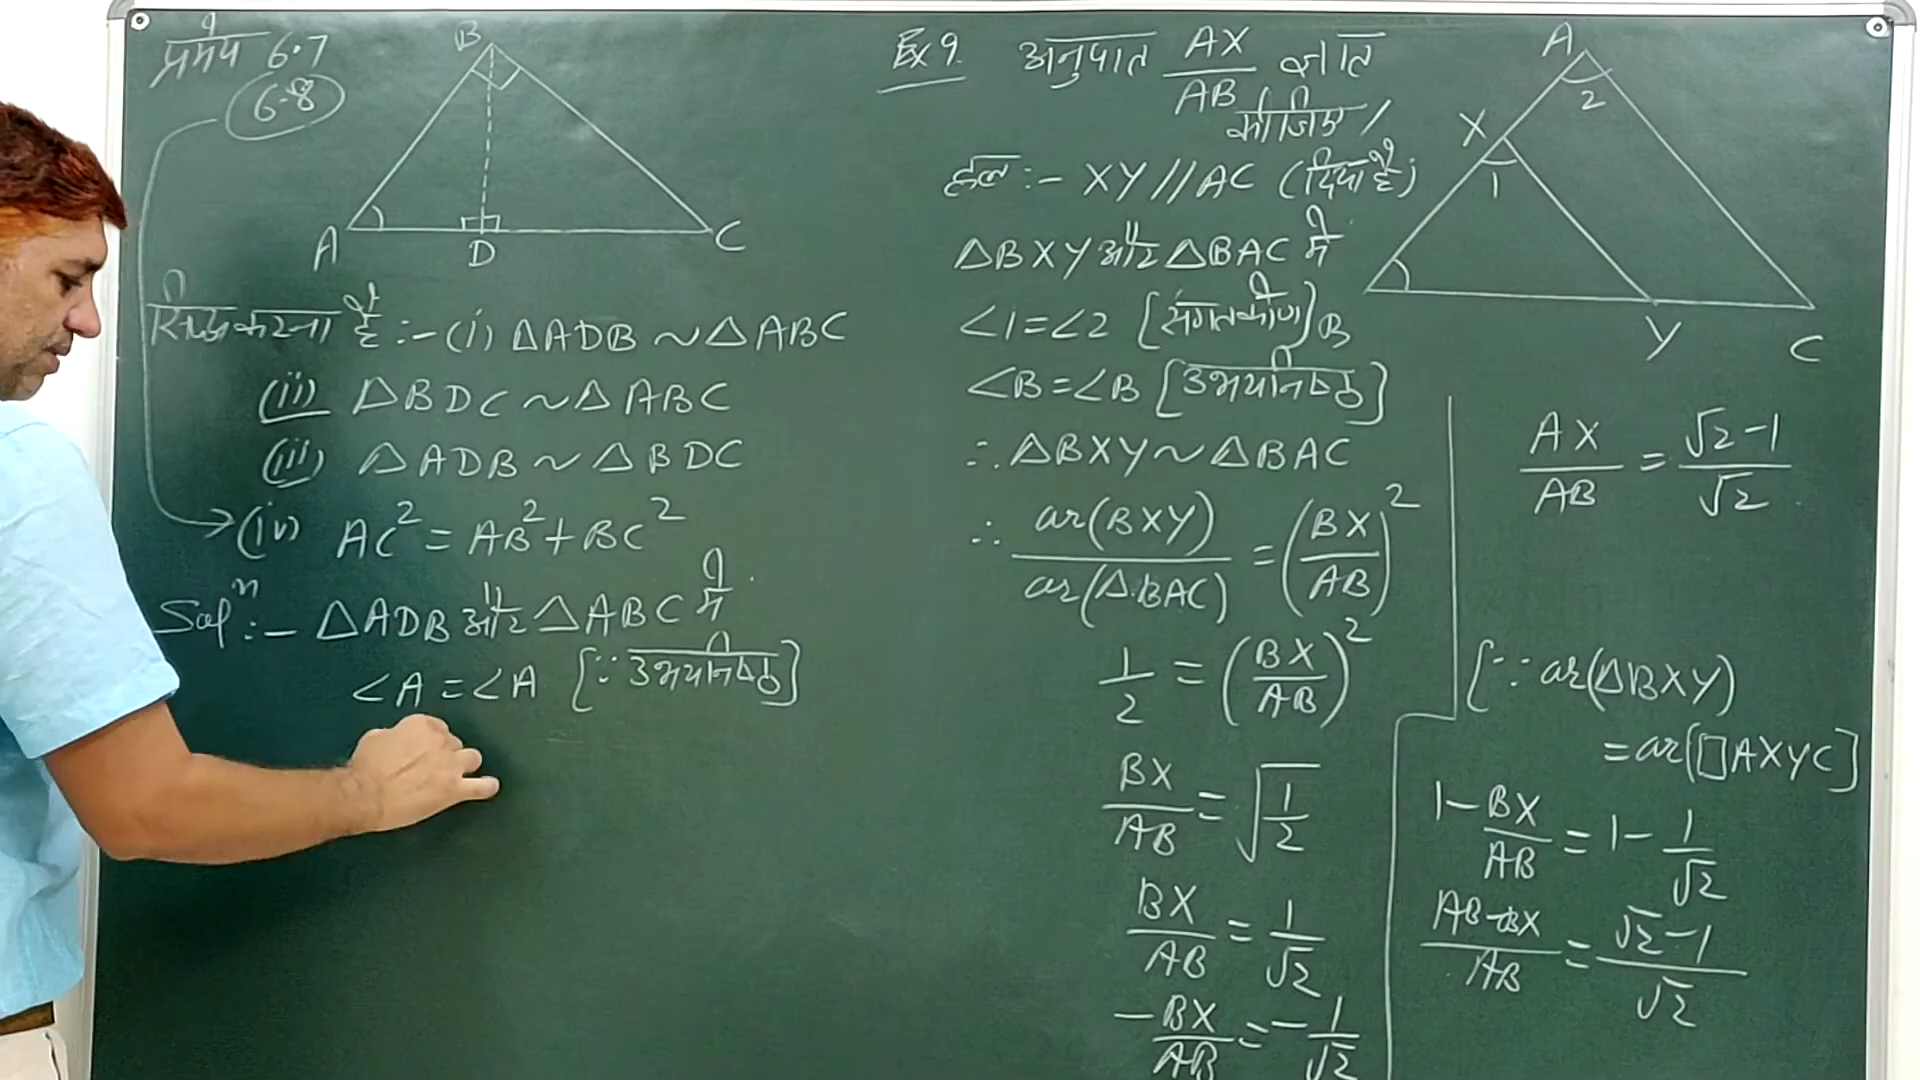 प्रमेय 6.7
6.8
B
A
D
C
सिद्ध करना है :- (i) △ADB ~ △ABC
(ii) △BDC ~ △ABC
(iii) △ADB ~ △BDC
(iv) AC² = AB² + BC²
Solⁿ :- △ADB और △ABC में
∠A = ∠A [∵ उभयनिष्ठ]
Ex 9. अनुपात AX/AB ज्ञात
कीजिए /
हल :- XY // AC (दिया है)
△BXY और △BAC में
∠1 = ∠2 [संगतकोण]
∠B = ∠B [उभयनिष्ठ]
∴ △BXY ~ △BAC
∴ ar(BXY)/ar(△BAC) = (BX/AB)²
1/2 = (BX/AB)²
BX/AB = √1/2
BX/AB = 1/√2
-BX/AB = -1/√2
A
2
X
1
B
Y
C
AX/AB = √2-1/√2
[∵ ar(△BXY)
= ar(□AXYC]
1-BX/AB = 1-1/√2
AB-BX/AB = √2-1/√2